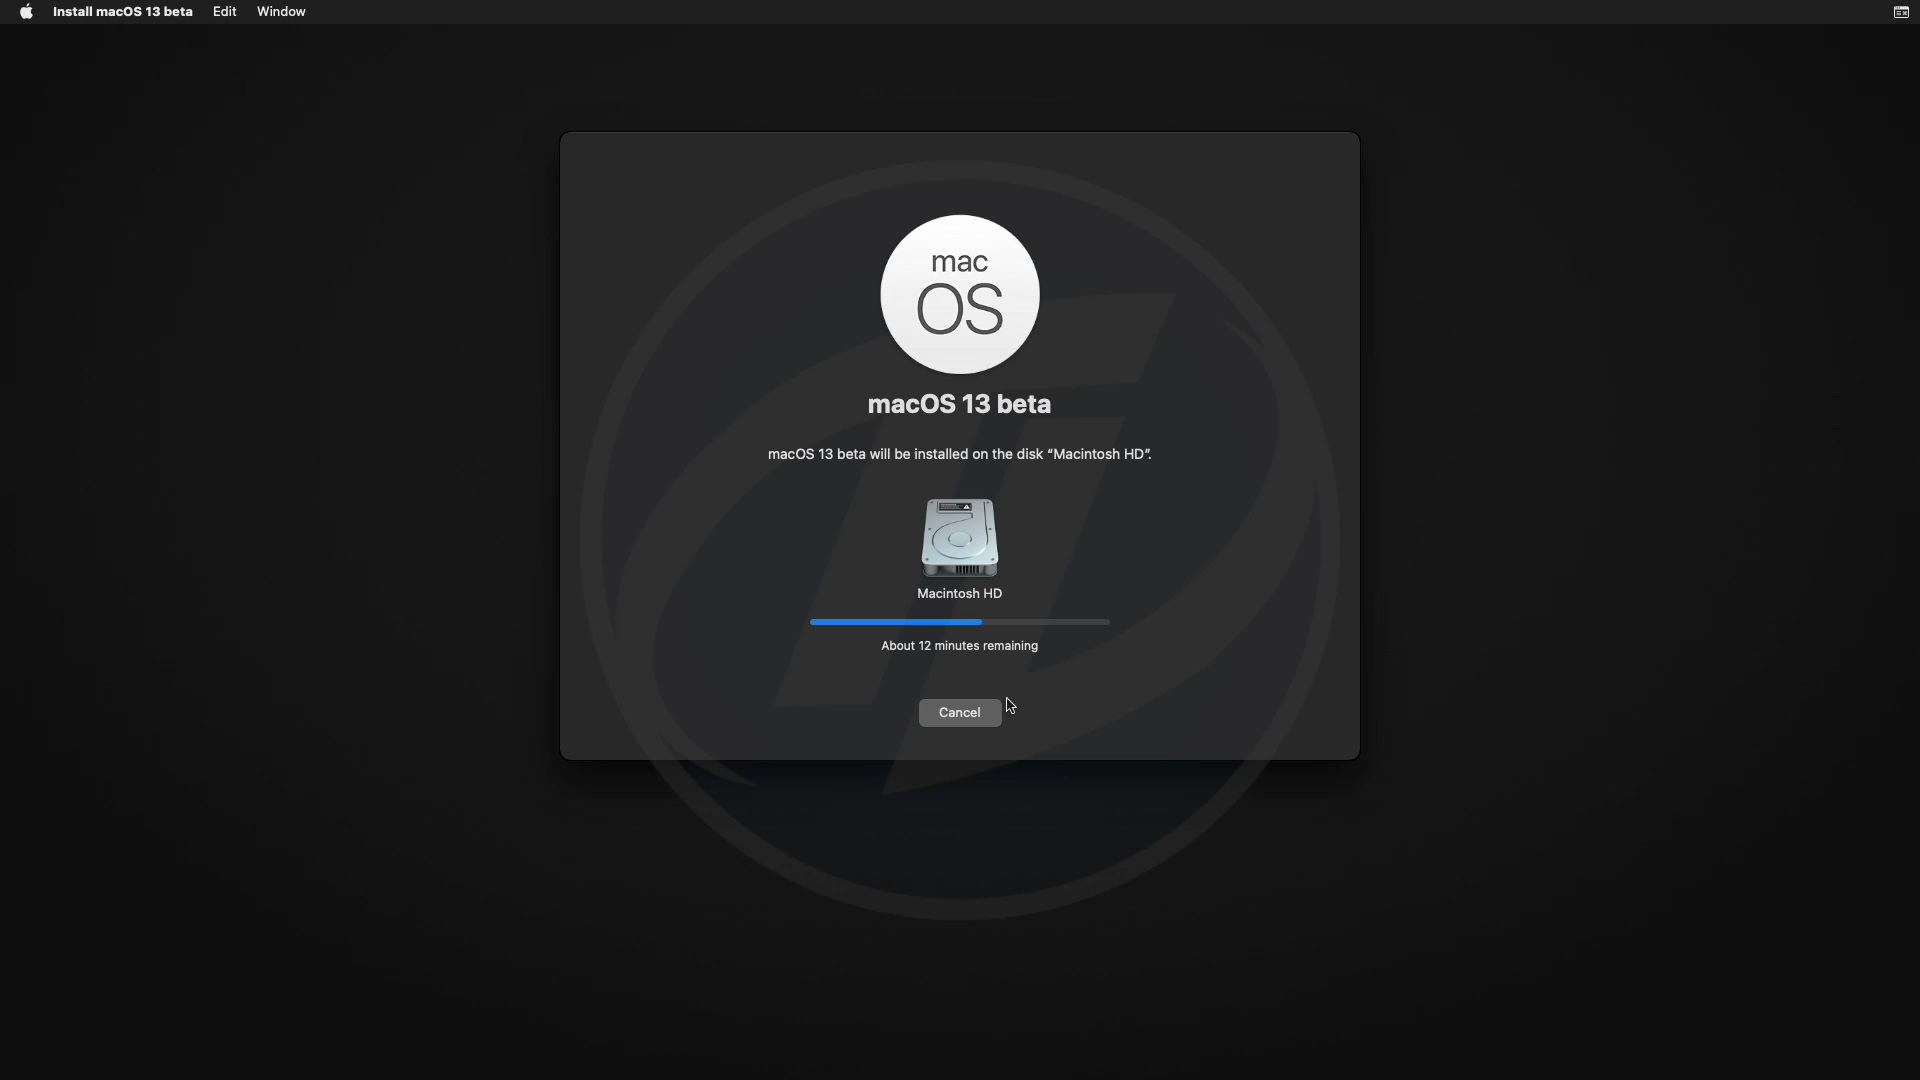 Install macOS 13 beta Edit Window
mac
OS
macOS 13 beta
macOS 13 beta will be installed on the disk “Macintosh HD”.
Macintosh HD
About 12 minutes remaining
Cancel